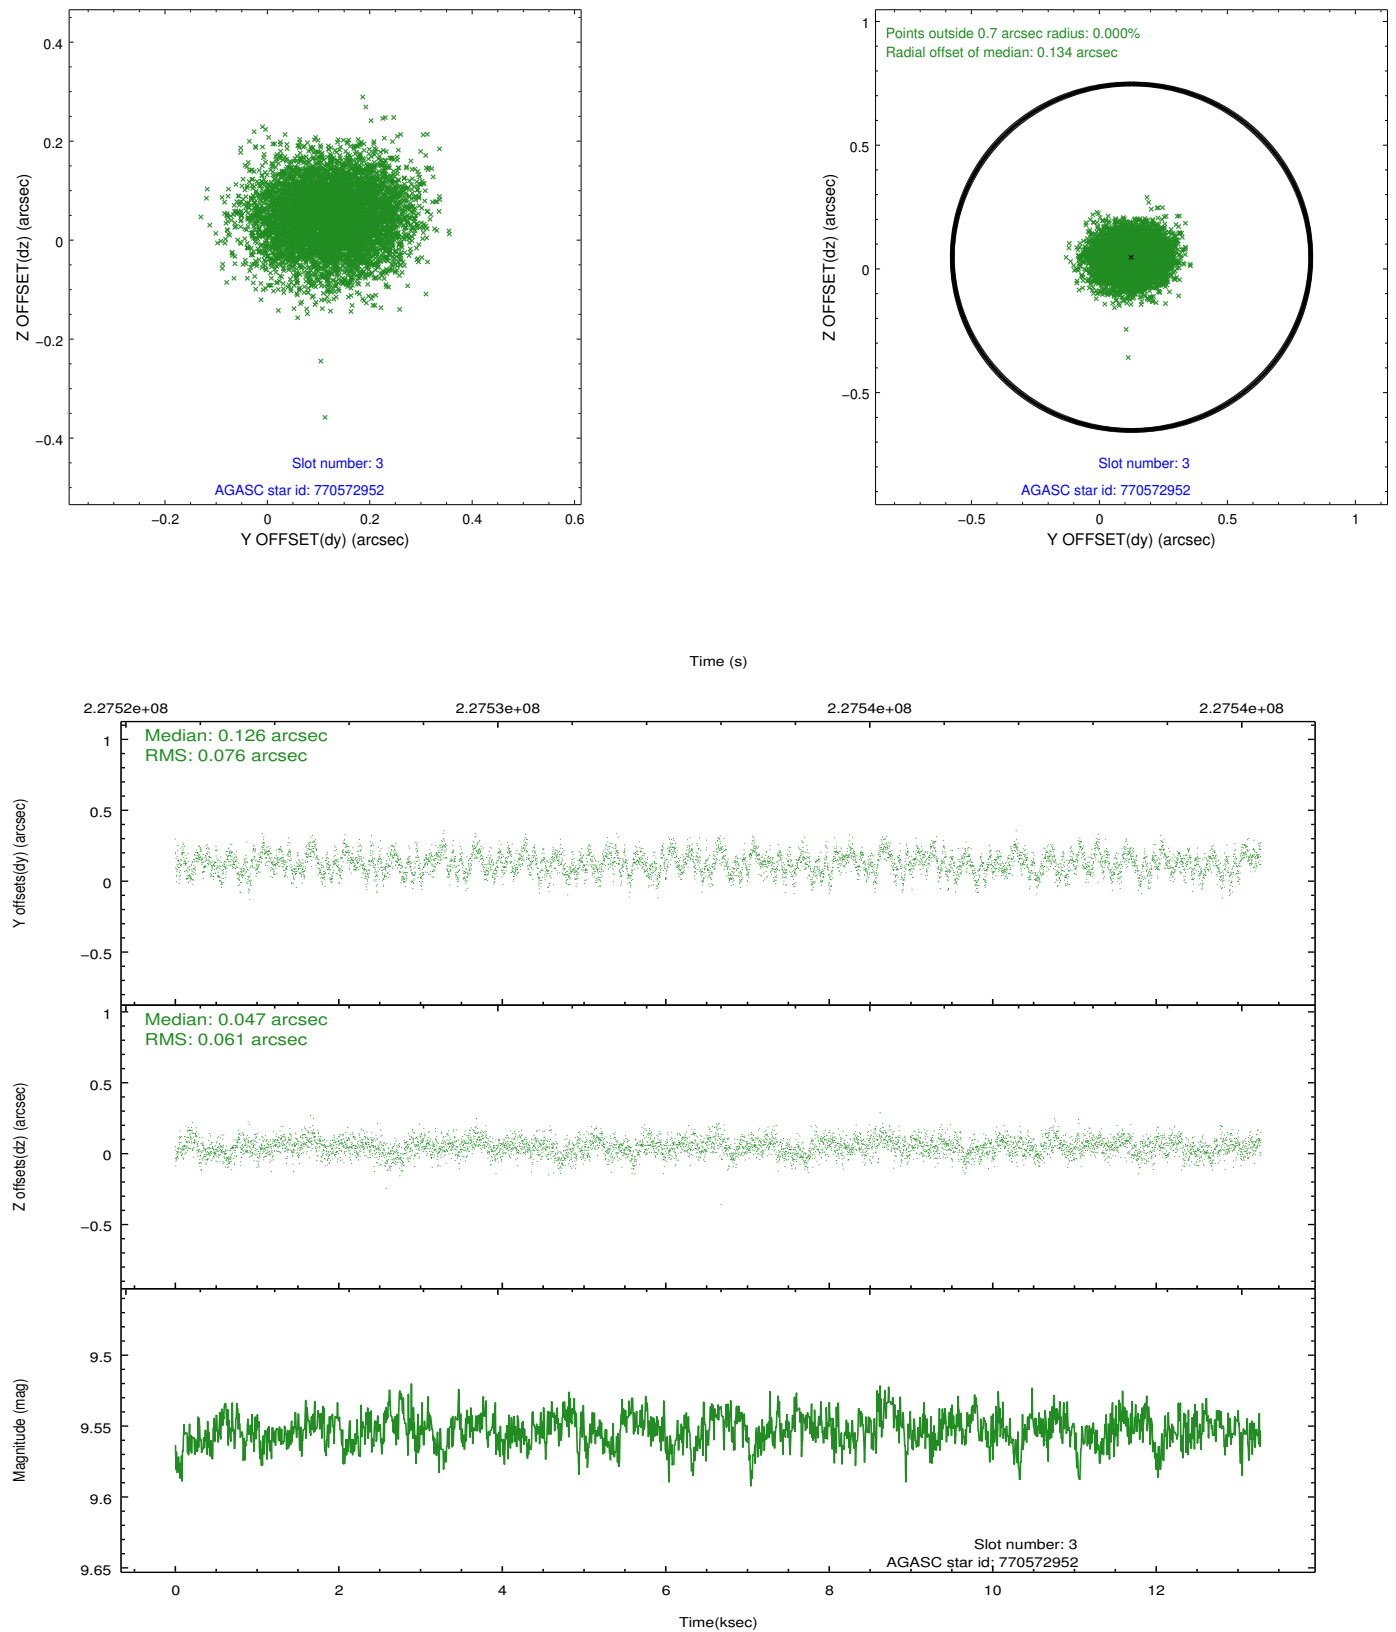 0.4
0.2
0
−0.2
−0.4
Z OFFSET(dz) (arcsec)
Slot number: 3
AGASC star id: 770572952
−0.2 0 0.2 0.4 0.6
Y OFFSET(dy) (arcsec)
Points outside 0.7 arcsec radius: 0.000%
Radial offset of median: 0.134 arcsec
1
0.5
0
−0.5
Z OFFSET(dz) (arcsec)
Slot number: 3
AGASC star id: 770572952
−0.5 0 0.5 1
Y OFFSET(dy) (arcsec)
Time (s)
2.2752e+08 2.2753e+08 2.2754e+08 2.2754e+08
Median: 0.126 arcsec
RMS: 0.076 arcsec
1
0.5
0
−0.5
Y offsets(dy) (arcsec)
Median: 0.047 arcsec
RMS: 0.061 arcsec
1
0.5
0
−0.5
Z offsets(dz) (arcsec)
9.5
9.55
9.6
9.65
Magnitude (mag)
Slot number: 3
AGASC star id: 770572952
0 2 4 6 8 10 12
Time(ksec)